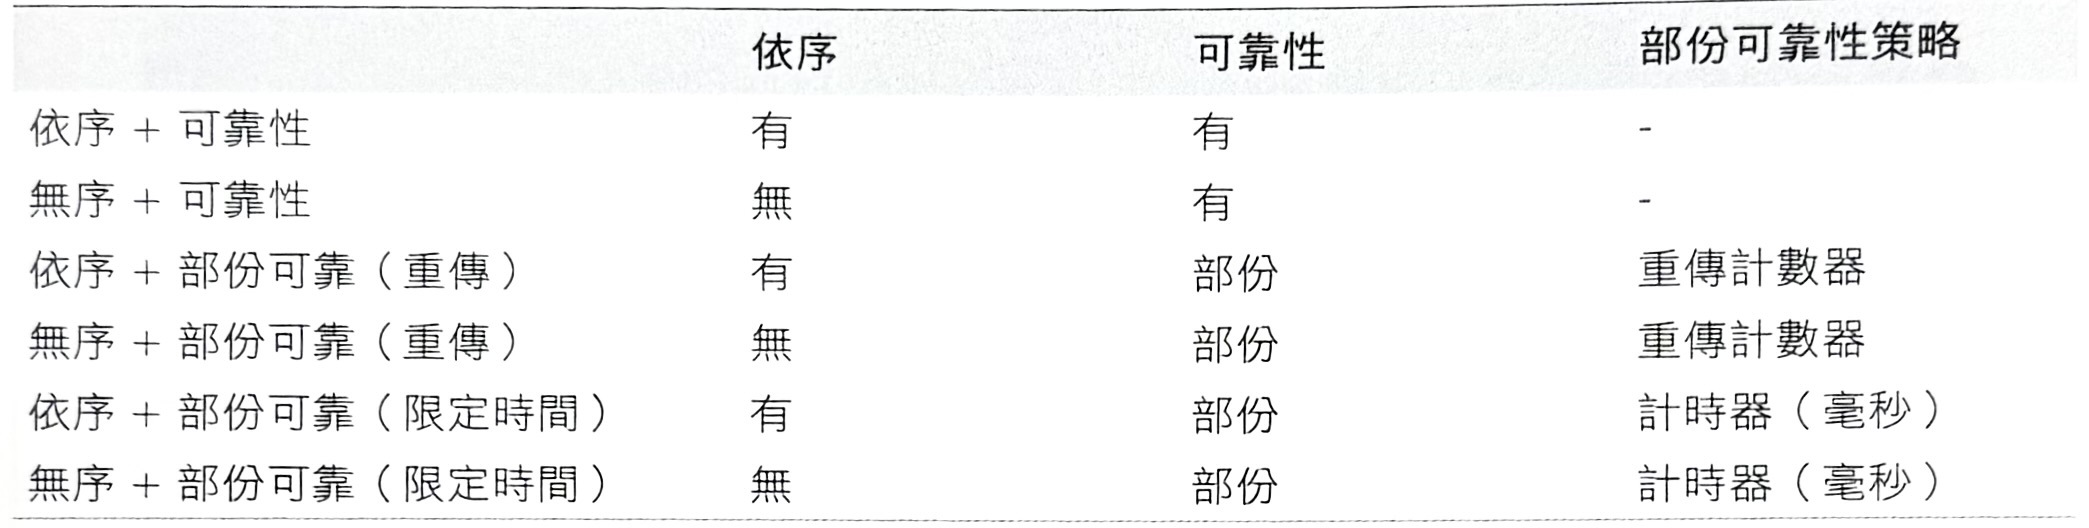 依序 可靠性 部份可靠性策略
依序 + 可靠性 有 有 -
無序 + 可靠性 無 有 -
依序 + 部份可靠（重傳） 有 部份 重傳計數器
無序 + 部份可靠（重傳） 無 部份 重傳計數器
依序 + 部份可靠（限定時間） 有 部份 計時器（毫秒）
無序 + 部份可靠（限定時間） 無 部份 計時器（毫秒）